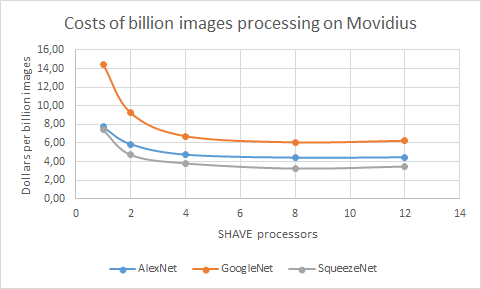 Costs of billion images processing on Movidius
Dollars per billion images
16,00
14,00
12,00
10,00
8,00
6,00
4,00
2,00
0,00
0 2 4 6 8 10 12 14
SHAVE processors
AlexNet GoogleNet SqueezeNet